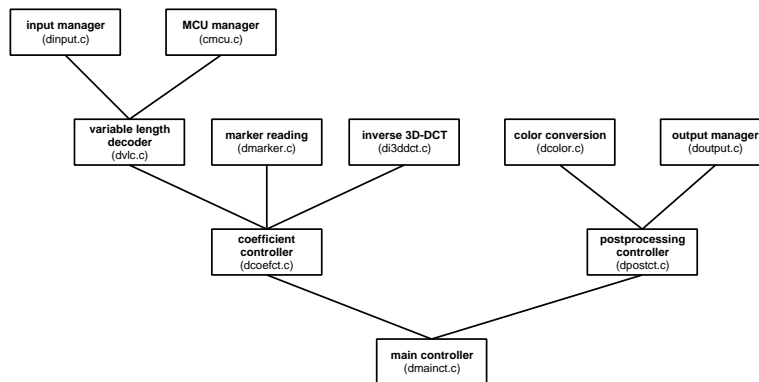 input manager
(dinput.c)
MCU manager
(cmcu.c)
variable length
decoder
(dvlc.c)
marker reading
(dmarker.c)
inverse 3D-DCT
(di3ddct.c)
color conversion
(dcolor.c)
output manager
(doutput.c)
coefficient
controller
(dcoefct.c)
postprocessing
controller
(dpostct.c)
main controller
(dmainct.c)